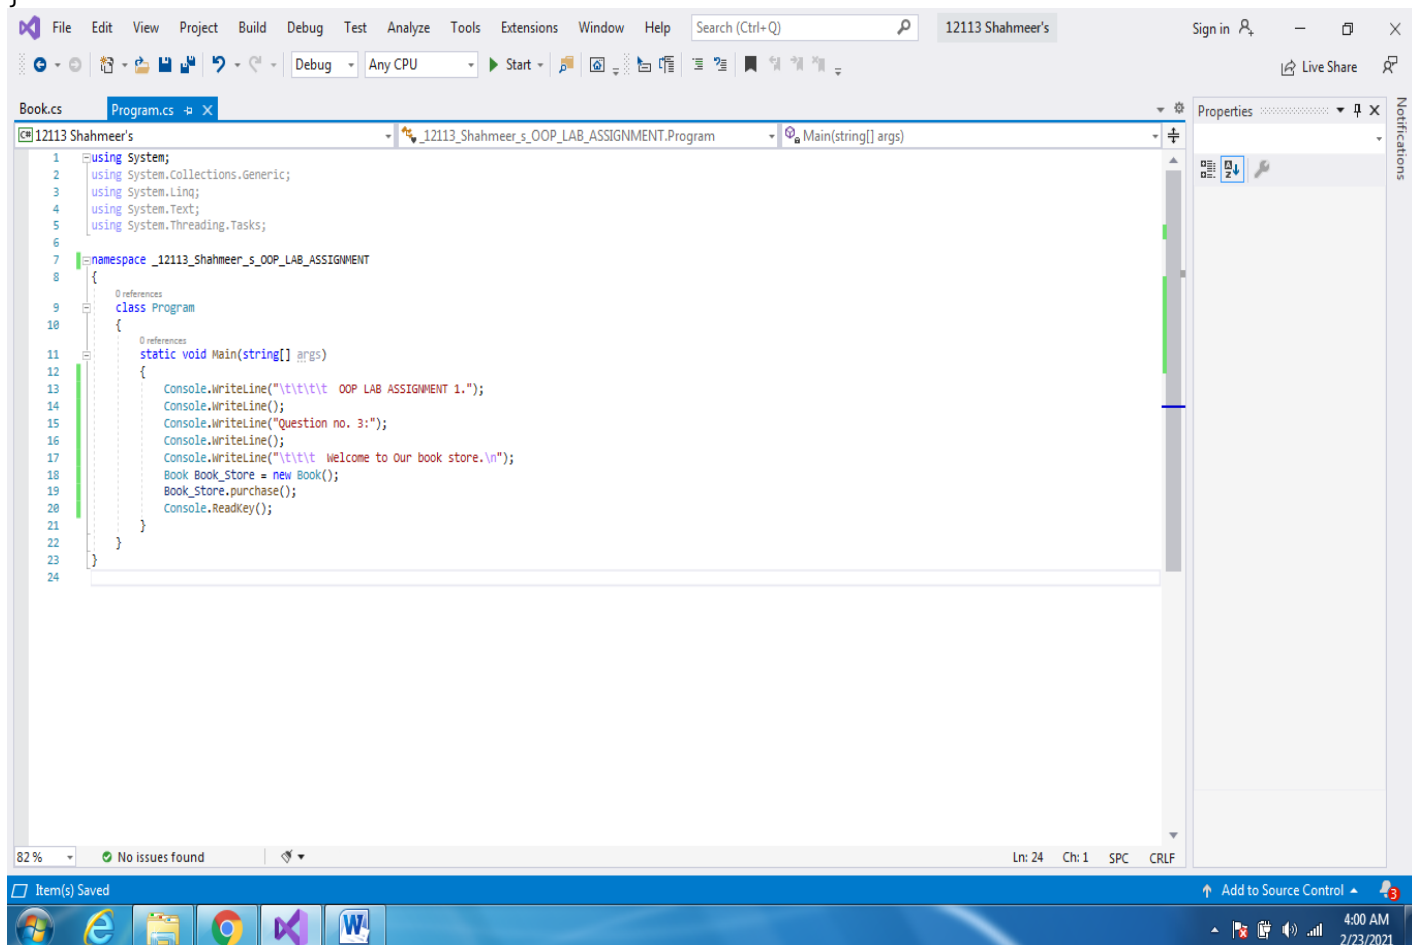 }
File Edit View Project Build Debug Test Analyze Tools Extensions Window Help Search (Ctrl+Q) 12113 Shahmeer's Sign in
Debug Any CPU Start Live Share
Book.cs Program.cs Properties
Notifications
C# 12113 Shahmeer's _12113_Shahmeer_s_OOP_LAB_ASSIGNMENT.Program Main(string[] args)
1 using System;
2 using System.Collections.Generic;
3 using System.Linq;
4 using System.Text;
5 using System.Threading.Tasks;
6
7 namespace _12113_Shahmeer_s_OOP_LAB_ASSIGNMENT
8 {
0 references
9 class Program
10 {
0 references
11 static void Main(string[] args)
12 {
13 Console.WriteLine("\t\t\t\t  OOP LAB ASSIGNMENT 1.");
14 Console.WriteLine();
15 Console.WriteLine("Question no. 3:");
16 Console.WriteLine();
17 Console.WriteLine("\t\t\t  Welcome to Our book store.\n");
18 Book Book_Store = new Book();
19 Book_Store.purchase();
20 Console.ReadKey();
21 }
22 }
23 }
24
82 % No issues found Ln: 24 Ch: 1 SPC CRLF
Item(s) Saved Add to Source Control 3
4:00 AM
2/23/2021